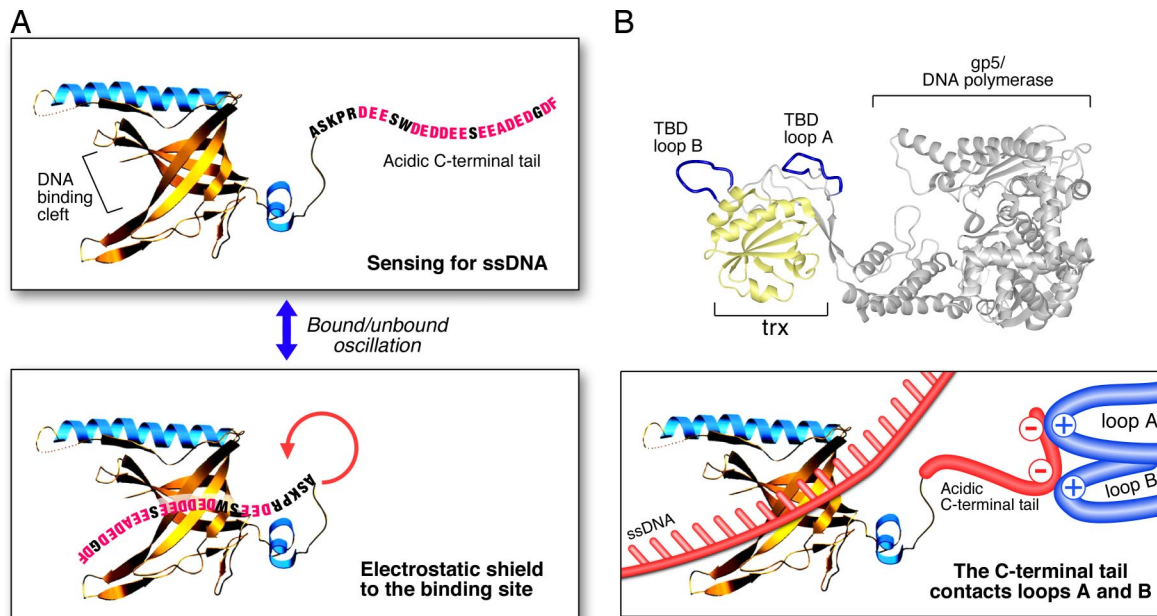 A
ASKPRDEESWDEDDEESEEADEDGDF
Acidic C-terminal tail
DNA
binding
cleft
Sensing for ssDNA
Bound/unbound
oscillation
ASKPRDEESWDEDDEESEEADEDGDF
Electrostatic shield
to the binding site
B
gp5/
DNA polymerase
TBD
loop B
TBD
loop A
trx
ssDNA
Acidic
C-terminal tail
−
−
+
+
loop A
loop B
The C-terminal tail
contacts loops A and B